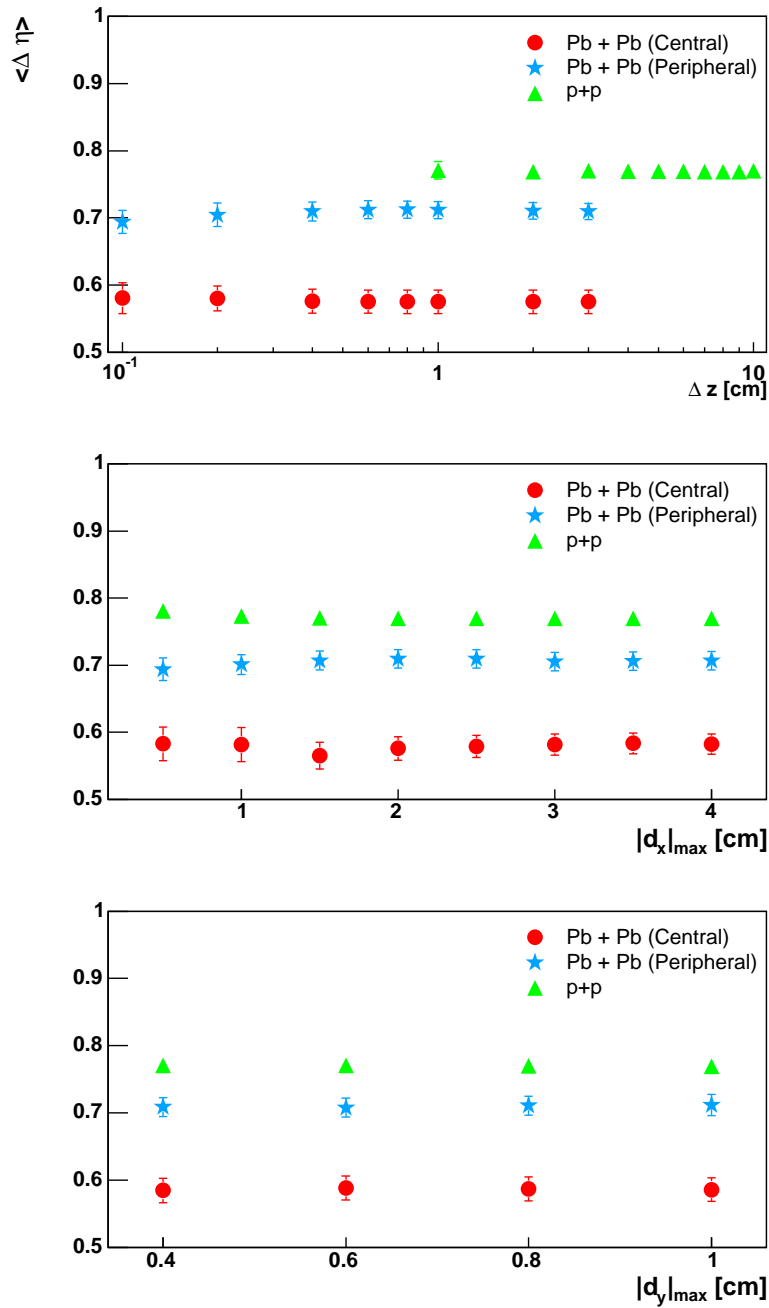 <Δ η>
1
0.9
0.8
0.7
0.6
0.5
Pb + Pb (Central)
Pb + Pb (Peripheral)
p+p
10⁻¹ 1 10
Δ z [cm]
1
0.9
0.8
0.7
0.6
0.5
Pb + Pb (Central)
Pb + Pb (Peripheral)
p+p
1 2 3 4
|dₓ|max [cm]
1
0.9
0.8
0.7
0.6
0.5
Pb + Pb (Central)
Pb + Pb (Peripheral)
p+p
0.4 0.6 0.8 1
|d_y|max [cm]